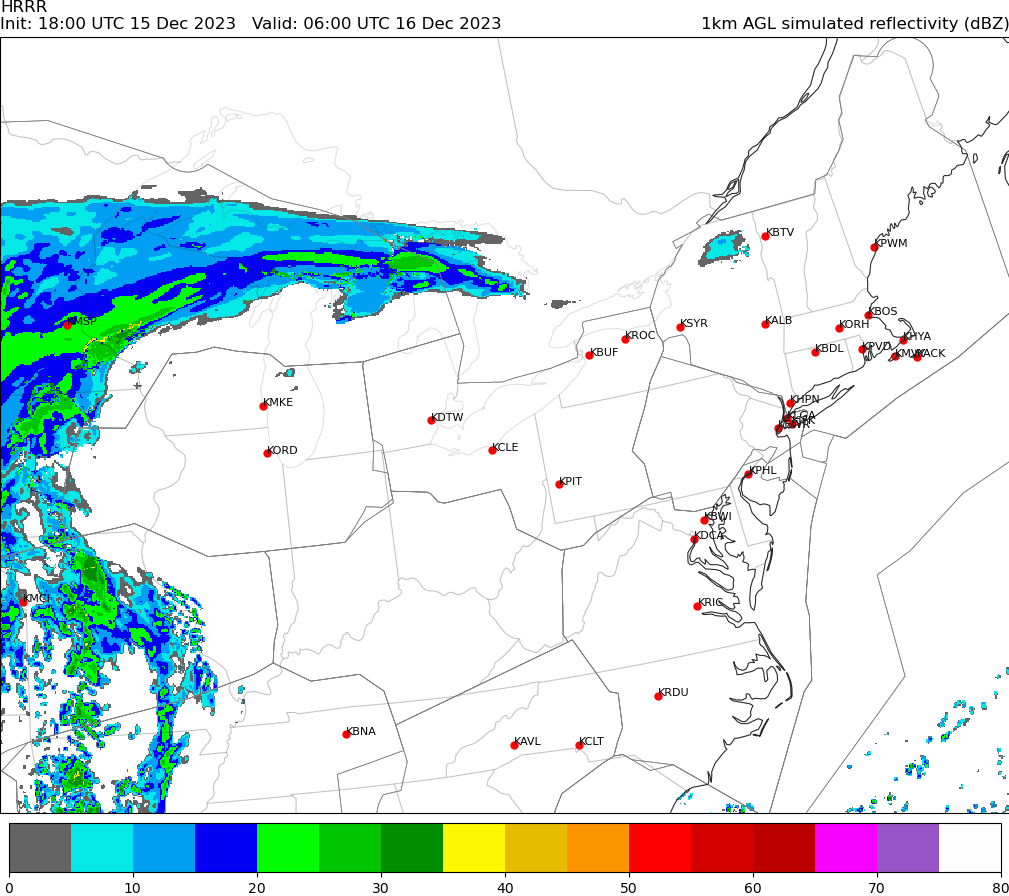 HRRR
Init: 18:00 UTC 15 Dec 2023 Valid: 06:00 UTC 16 Dec 2023 1km AGL simulated reflectivity (dBZ)
KBTV
KPWM
KBOS
KMSP
KSYR
KALB
KORH
KROC
KHYA
KBUF
KBDL
KPVD
KACK
KMKE
KHPN
KDTW
KLGA
KORD
KCLE
KPHL
KPIT
KBWI
KDCA
KMCI
KRIC
KRDU
KBNA
KAVL
KCLT
0 10 20 30 40 50 60 70 80